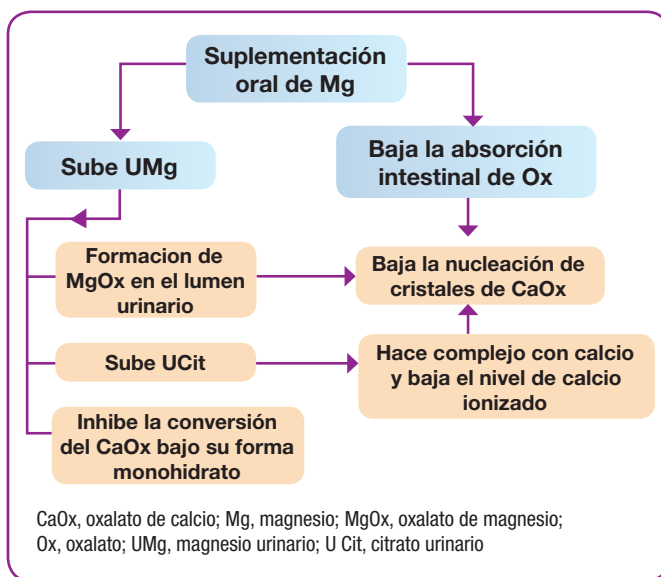 Suplementación
oral de Mg
Sube UMg
Baja la absorción
intestinal de Ox
Formacion de
MgOx en el lumen
urinario
Baja la nucleación de
cristales de CaOx
Sube UCit
Hace complejo con calcio
y baja el nivel de calcio
ionizado
Inhibe la conversión
del CaOx bajo su forma
monohidrato
CaOx, oxalato de calcio; Mg, magnesio; MgOx, oxalato de magnesio;
Ox, oxalato; UMg, magnesio urinario; U Cit, citrato urinario